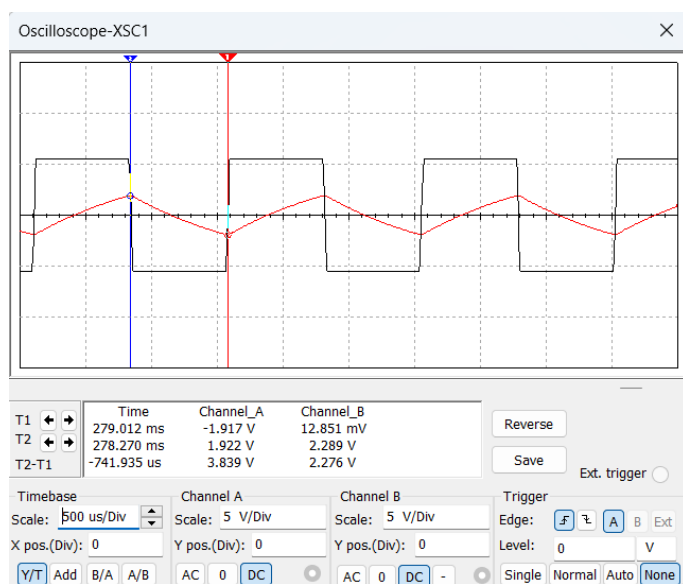 Oscilloscope-XSC1
1
1
Time Channel_A Channel_B
T1 279.012 ms -1.917 V 12.851 mV
T2 278.270 ms 1.922 V 2.289 V
T2-T1 -741.935 us 3.839 V 2.276 V
Reverse
Save
Ext. trigger
Timebase
Scale: 500 us/Div
X pos.(Div): 0
Y/T Add B/A A/B
Channel A
Scale: 5 V/Div
Y pos.(Div): 0
AC 0 DC
Channel B
Scale: 5 V/Div
Y pos.(Div): 0
AC 0 DC -
Trigger
Edge: A B Ext
Level: 0 V
Single Normal Auto None